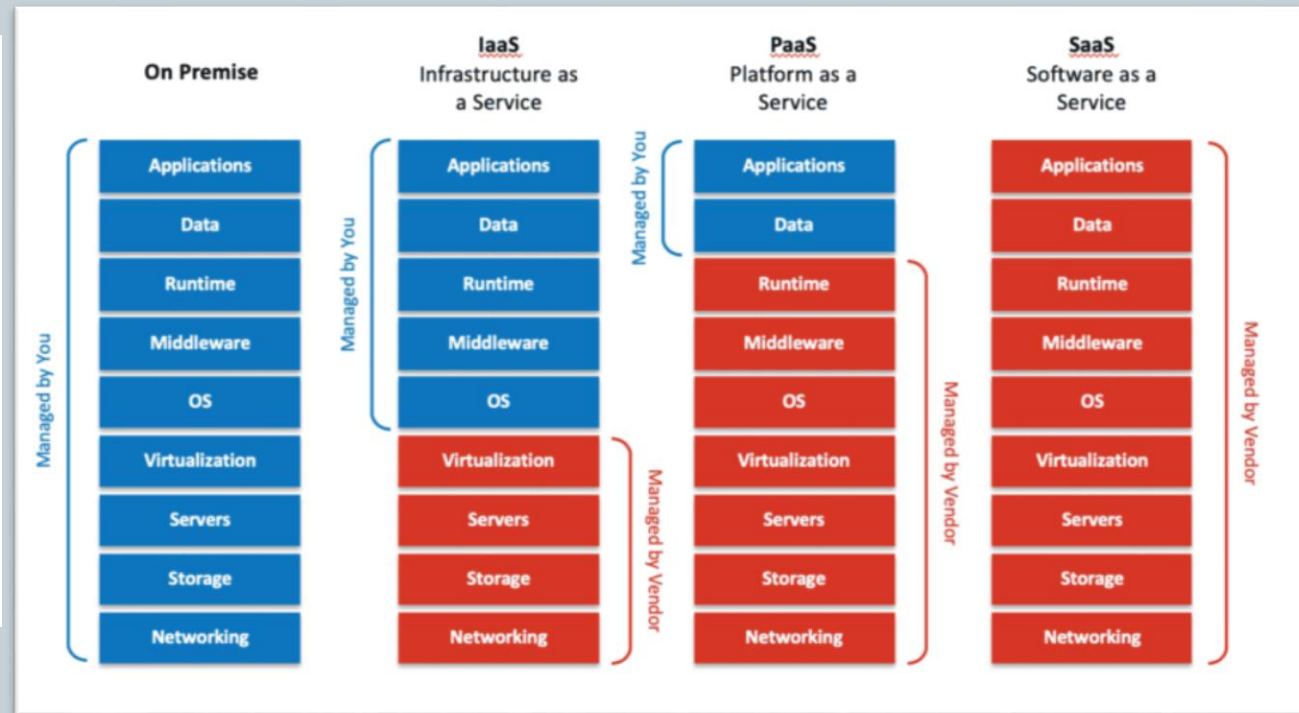 On Premise
Managed by You
Applications
Data
Runtime
Middleware
OS
Virtualization
Servers
Storage
Networking
IaaS
Infrastructure as
a Service
Managed by You
Applications
Data
Runtime
Middleware
OS
Virtualization
Servers
Storage
Networking
Managed by Vendor
PaaS
Platform as a
Service
Managed by You
Applications
Data
Runtime
Middleware
OS
Virtualization
Servers
Storage
Networking
Managed by Vendor
SaaS
Software as a
Service
Applications
Data
Runtime
Middleware
OS
Virtualization
Servers
Storage
Networking
Managed by Vendor